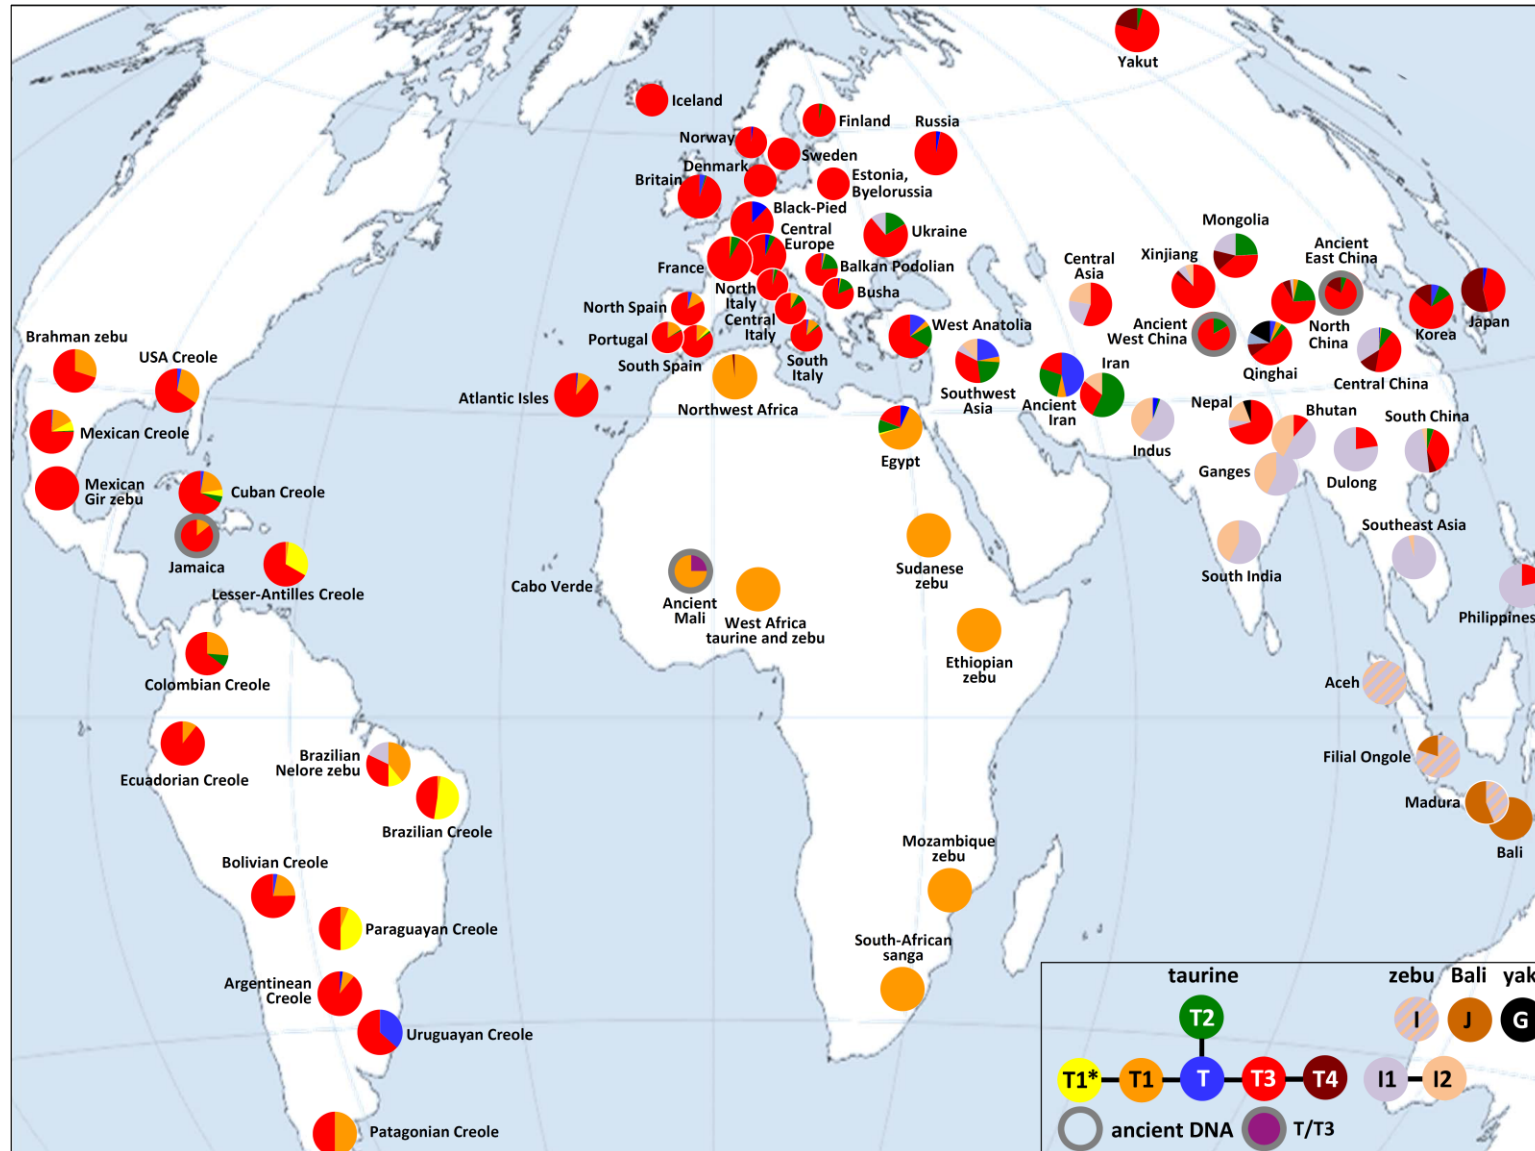 Yakut
Iceland
Finland
Russia
Norway
Sweden
Denmark
Britain
Estonia,
Byelorussia
Black-Pied
Central
Europe
Ukraine
France
Balkan Podolian
Busha
North
Italy
North Spain
Central
Italy
Portugal
South Spain
South
Italy
West Anatolia
Central
Asia
Xinjiang
Mongolia
Ancient
East China
Ancient
West China
North
China
Qinghai
Korea
Japan
Central China
Southwest
Asia
Ancient
Iran
Iran
Indus
Nepal
Bhutan
South China
Ganges
Dulong
Southeast Asia
South India
Philippines
Brahman zebu
USA Creole
Mexican Creole
Mexican
Gir zebu
Cuban Creole
Jamaica
Lesser-Antilles Creole
Atlantic Isles
Northwest Africa
Egypt
Cabo Verde
Ancient
Mali
West Africa
taurine and zebu
Sudanese
zebu
Ethiopian
zebu
Colombian Creole
Ecuadorian Creole
Brazilian
Nelore zebu
Brazilian Creole
Bolivian Creole
Paraguayan Creole
Argentinean
Creole
Uruguayan Creole
Patagonian Creole
Mozambique
zebu
South-African
sanga
Aceh
Filial Ongole
Madura
Bali
taurine zebu Bali yak
T2 I J G
T1* T1 T T3 T4 I1 I2
ancient DNA T/T3